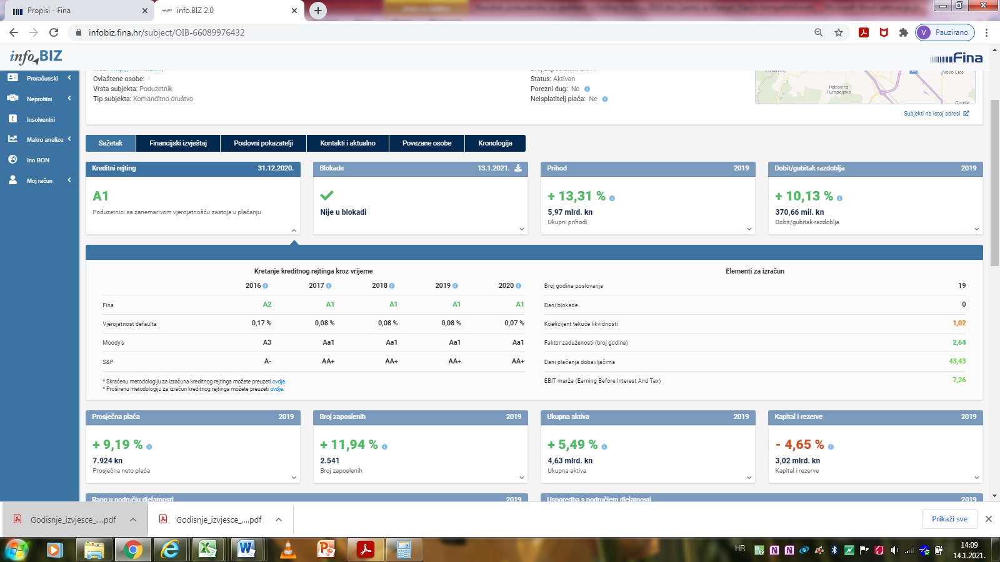 Propisi - Fina
info.BIZ 2.0
infobiz.fina.hr/subject/OIB-66089976432
V Pauzirano
info BIZ
Fina
Proračunski
Neprofitni
Insolventni
Makro analize
Ino BON
Moj račun
Ovlaštene osobe: -
Vrsta subjekta: Poduzetnik
Tip subjekta: Komanditno društvo
Status: Aktivan
Porezni dug: Ne
Neisplatitelj plaća: Ne
Novo Čiče
Petrovina
Turopoljska
Subjekti na istoj adresi
Sažetak
Financijski izvještaj
Poslovni pokazatelji
Kontakti i aktualno
Povezane osobe
Kronologija
Kreditni rejting 31.12.2020.
A1
Poduzetnici sa zanemarivom vjerojatnošću zastoja u plaćanju
Blokade 13.1.2021.
Nije u blokadi
Prihod 2019
+ 13,31 %
5,97 mlrd. kn
Ukupni prihodi
Dobit/gubitak razdoblja 2019
+ 10,13 %
370,66 mil. kn
Dobit/gubitak razdoblja
Kretanje kreditnog rejtinga kroz vrijeme
2016 2017 2018 2019 2020
Fina A2 A1 A1 A1 A1
Vjerojatnost defaulta 0,17 % 0,08 % 0,08 % 0,08 % 0,07 %
Moody's A3 Aa1 Aa1 Aa1 Aa1
S&P A- AA+ AA+ AA+ AA+
* Skraćenu metodologiju za izračuna kreditnog rejtinga možete preuzeti ovdje.
* Proširenu metodologiju za izračun kreditnog rejtinga možete preuzeti ovdje.
Elementi za izračun
Broj godina poslovanja 19
Dani blokade 0
Koeficijent tekuće likvidnosti 1,02
Faktor zaduženosti (broj godina) 2,64
Dani plaćanja dobavljačima 43,43
EBIT marža (Earning Before Interest And Tax) 7,26
Prosječna plaća 2019
+ 9,19 %
7.924 kn
Prosječna neto plaća
Broj zaposlenih 2019
+ 11,94 %
2.541
Broj zaposlenih
Ukupna aktiva 2019
+ 5,49 %
4,63 mlrd. kn
Ukupna aktiva
Kapital i rezerve 2019
- 4,65 %
3,02 mlrd. kn
Kapital i rezerve
Rang u području djelatnosti 2019
Usporedba s područjem djelatnosti 2019
Godisnje_izvjesce_....pdf
Godisnje_izvjesce_....pdf
Prikaži sve
HR
14:09
14.1.2021.